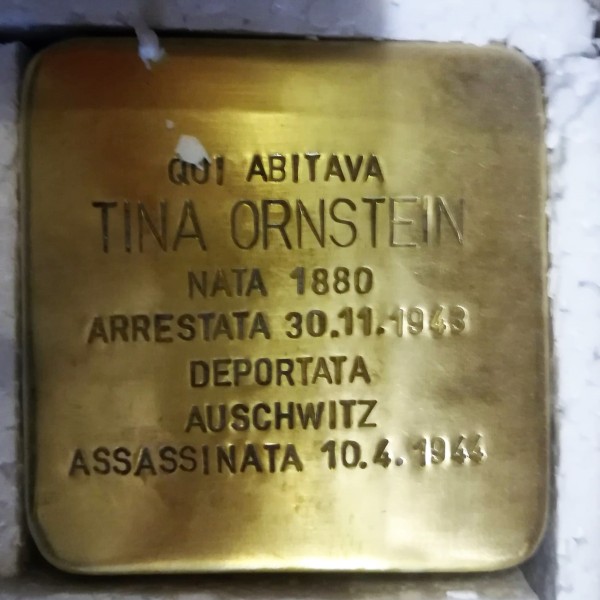 QUI ABITAVA
TINA ORNSTEIN
NATA 1880
ARRESTATA 30.11.1943
DEPORTATA
AUSCHWITZ
ASSASSINATA 10.4.1944